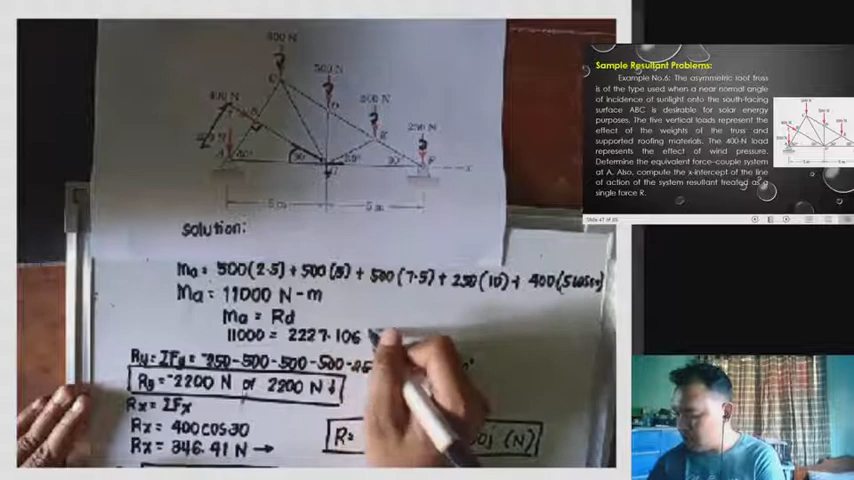 500 N
500 N
500 N
400 N
250 N
x
5 m
5 m
solution:
Ma = 500(2.5) + 500(5) + 500(7.5) + 250(10) + 400(5cos30)
Ma = 11000 N-m
Ma = Rd
11000 = 2227.106
Ry = ΣFy = -250-500-500-500-25
Ry = -2200 N or 2200 N ↓
Rx = ΣFx
Rx = 400cos30
Rx = 346.41 N →
R=
j (N)
Sample Resultant Problems:
Example No.6: The asymetric roof truss
is of the type used when a near normal angle
of incidence of sunlight onto the south-facing
surface ABC is desirable for solar energy
purposes. The five vertical loads represent the
effect of the weights of the truss and
supported roofing materials. The 400-N load
represents the effect of wind pressure.
Determine the equivalent force-couple system
at A. Also, compute the x-intercept of the line
of action of the system resultant treated as a
single force R.